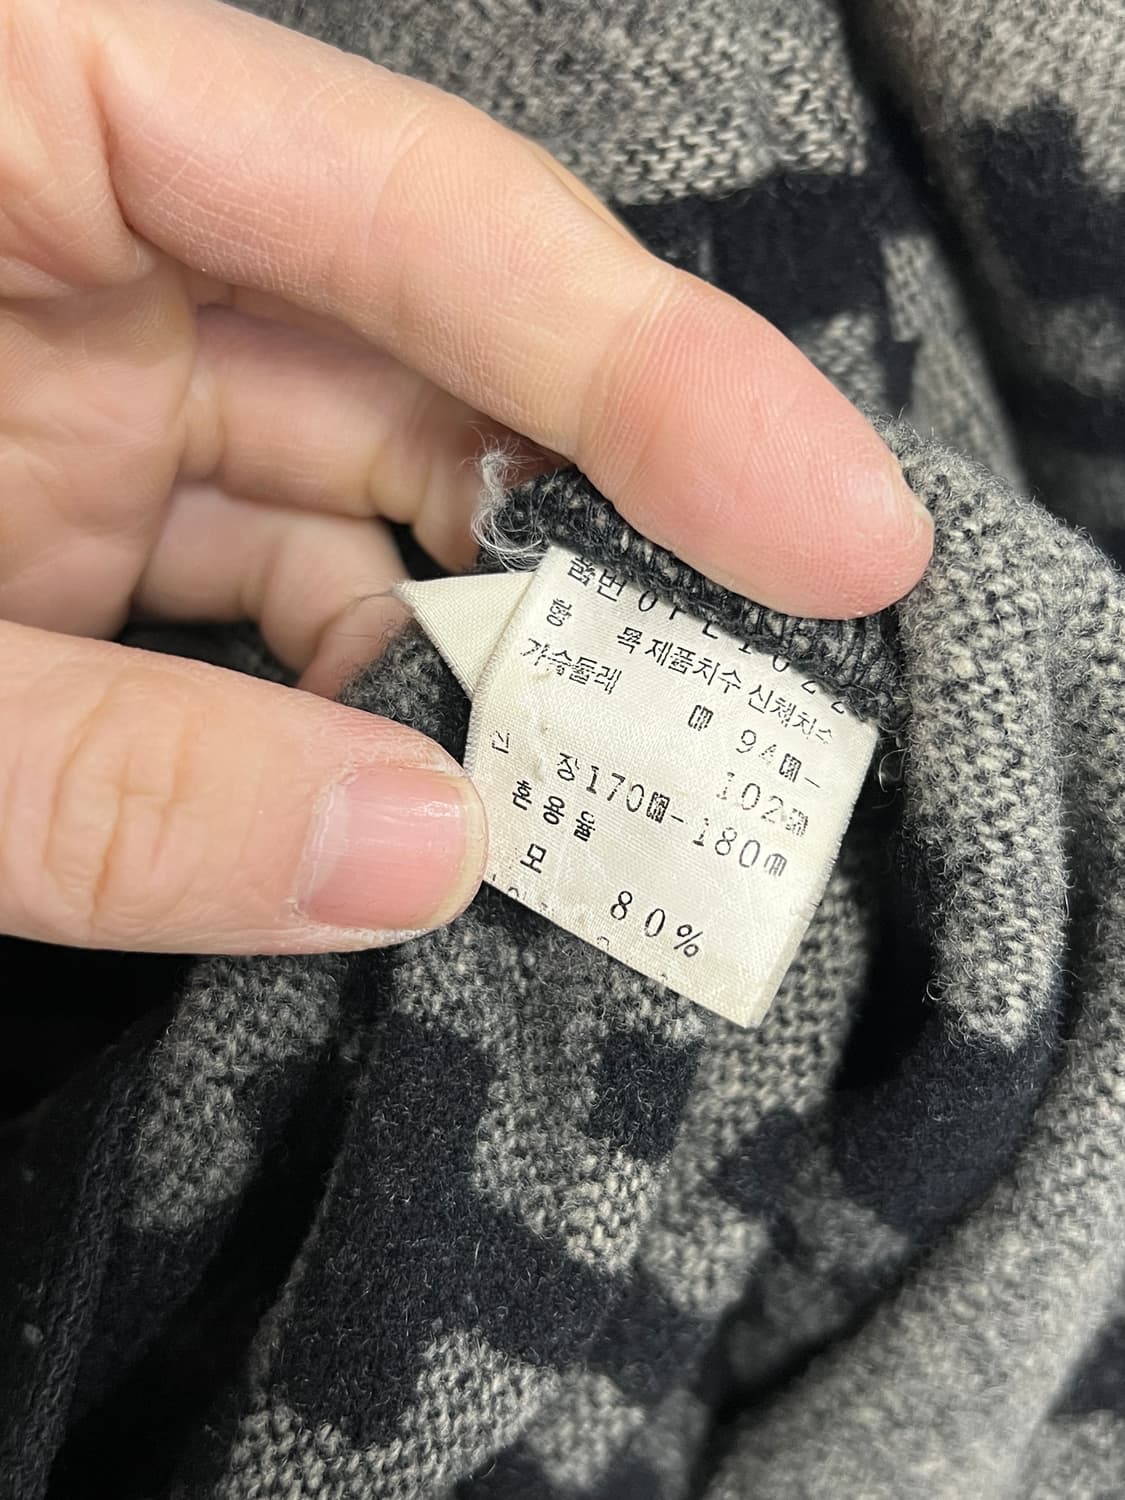 품번
항 목 제품치수 신체치수
가슴둘레 cm 94cm-
102cm
신 장 170cm-180cm
혼용율
모 80%